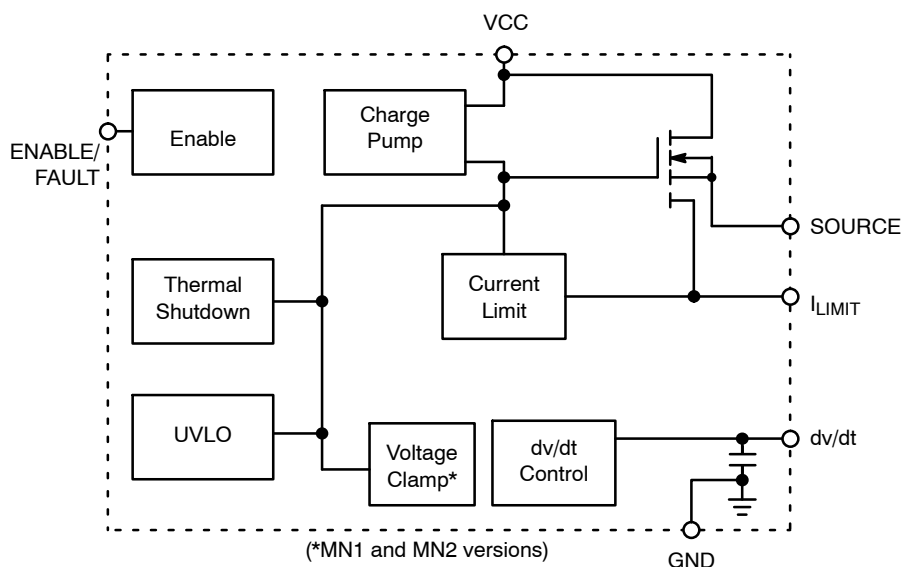 VCC
Enable
Charge
Pump
ENABLE/
FAULT
SOURCE
Thermal
Shutdown
Current
Limit
ILIMIT
UVLO
Voltage
Clamp*
dv/dt
Control
dv/dt
(*MN1 and MN2 versions)
GND